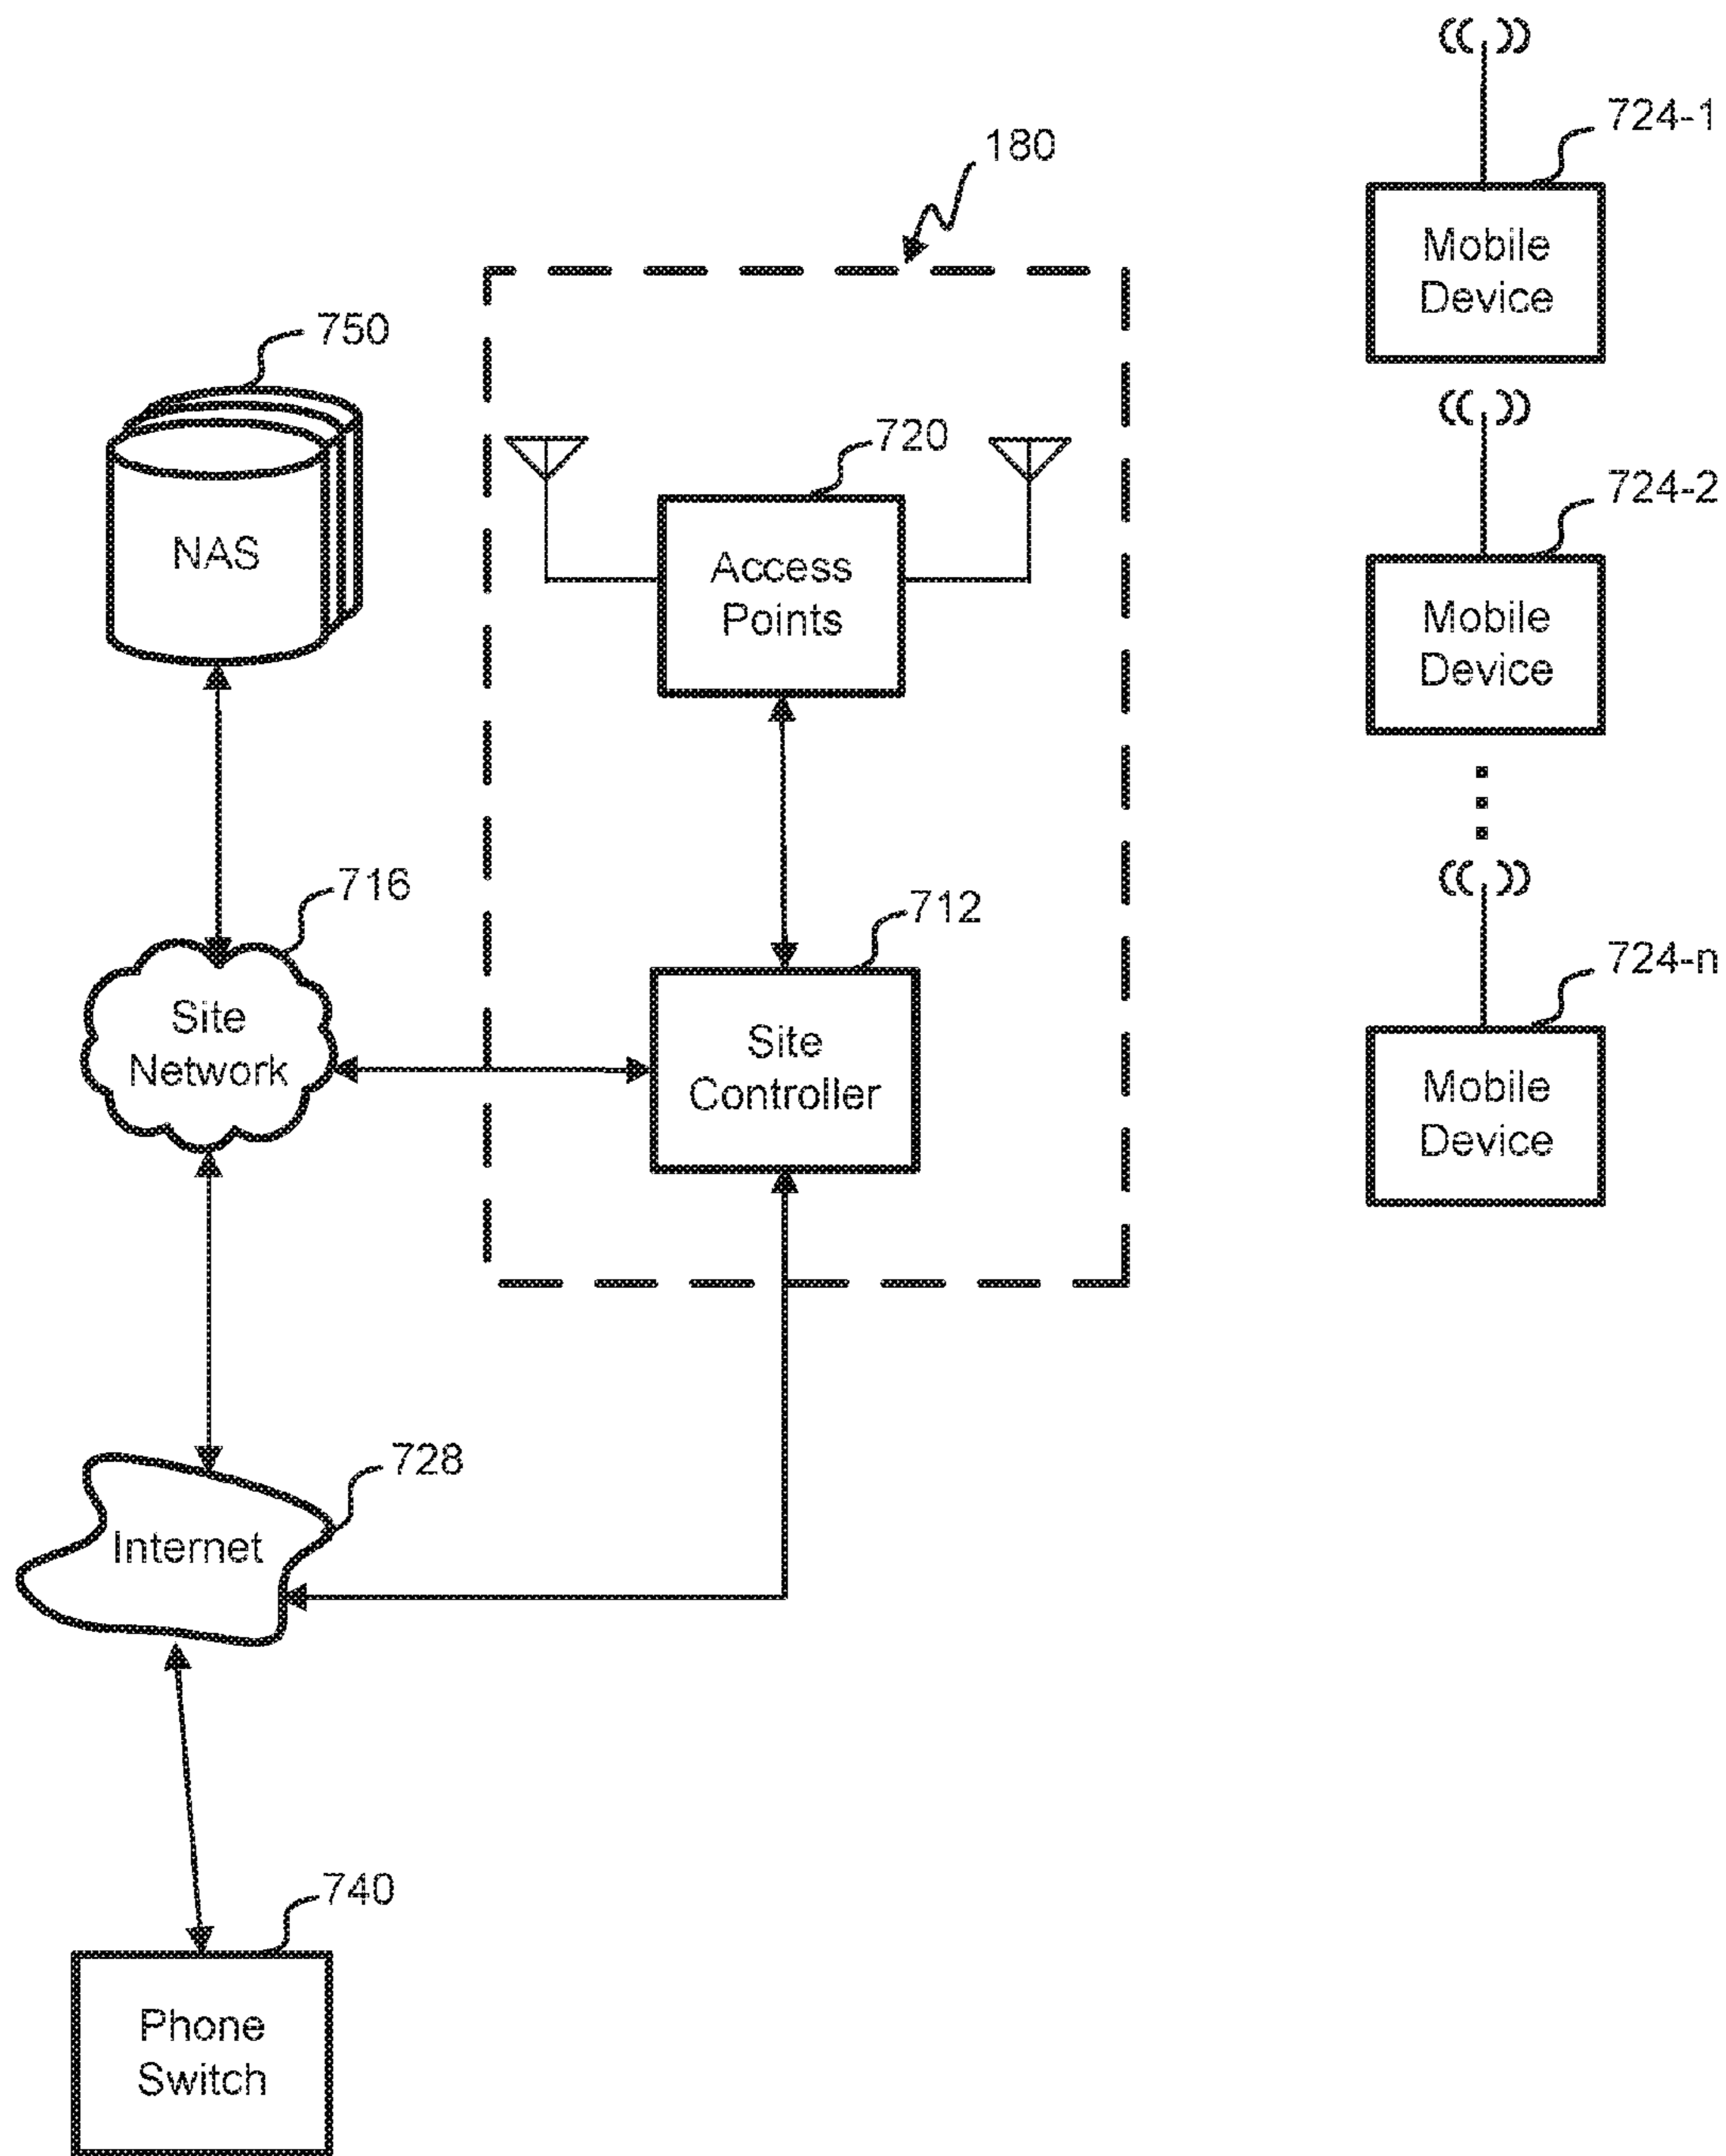 724-1
Mobile
Device
180
750
NAS
720
Access
Points
724-2
Mobile
Device
716
Site
Network
712
Site
Controller
724-n
Mobile
Device
728
Internet
740
Phone
Switch